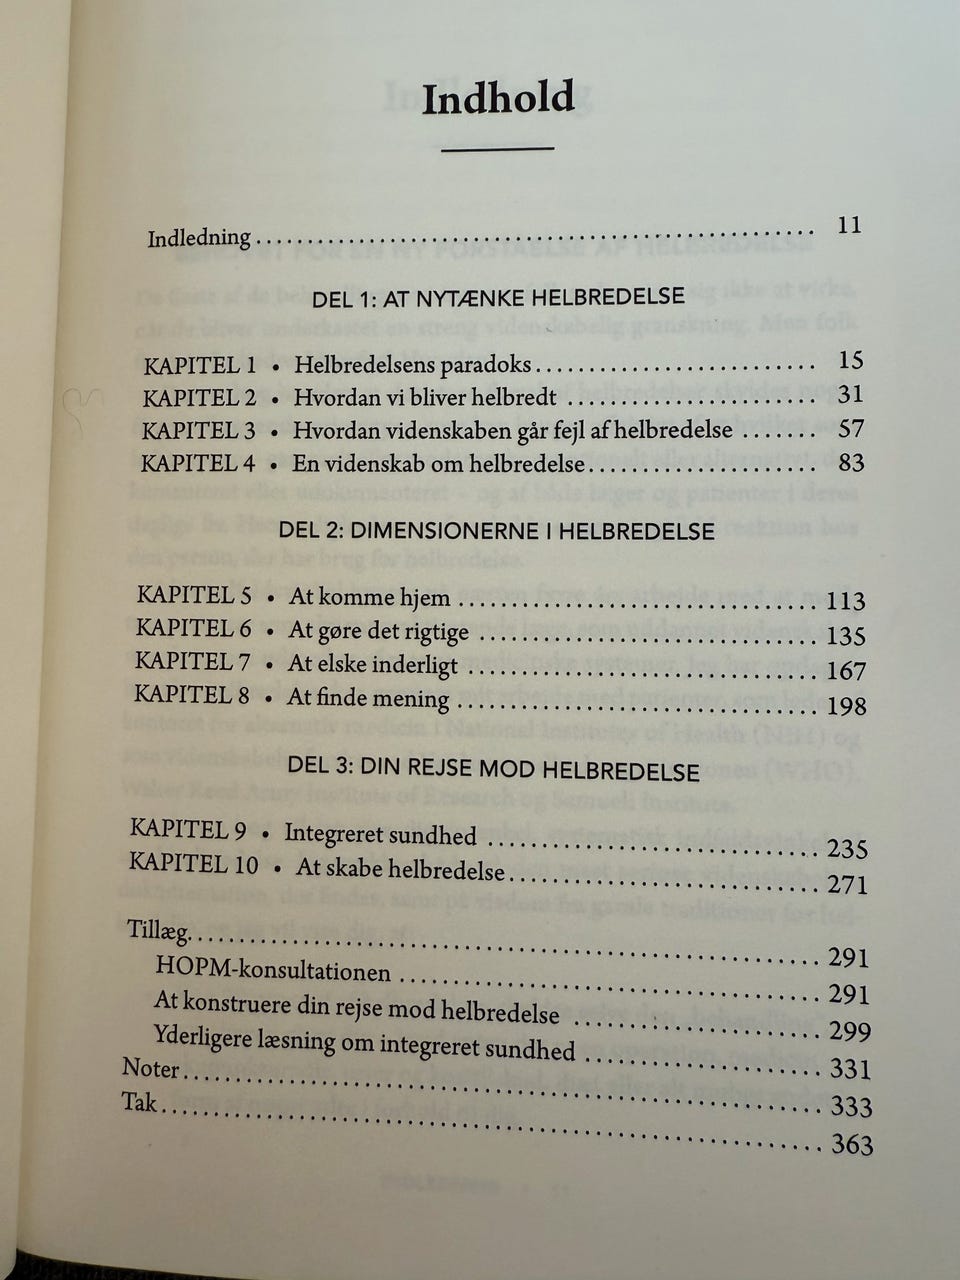 Indhold
Indledning 11
DEL 1: AT NYTÆNKE HELBREDELSE
KAPITEL 1 • Helbredelsens paradoks 15
KAPITEL 2 • Hvordan vi bliver helbredt 31
KAPITEL 3 • Hvordan videnskaben går fejl af helbredelse 57
KAPITEL 4 • En videnskab om helbredelse 83
DEL 2: DIMENSIONERNE I HELBREDELSE
KAPITEL 5 • At komme hjem 113
KAPITEL 6 • At gøre det rigtige 135
KAPITEL 7 • At elske inderligt 167
KAPITEL 8 • At finde mening 198
DEL 3: DIN REJSE MOD HELBREDELSE
KAPITEL 9 • Integreret sundhed 235
KAPITEL 10 • At skabe helbredelse 271
Tillæg 291
HOPM-konsultationen 291
At konstruere din rejse mod helbredelse 299
Yderligere læsning om integreret sundhed 331
Noter 333
Tak 363